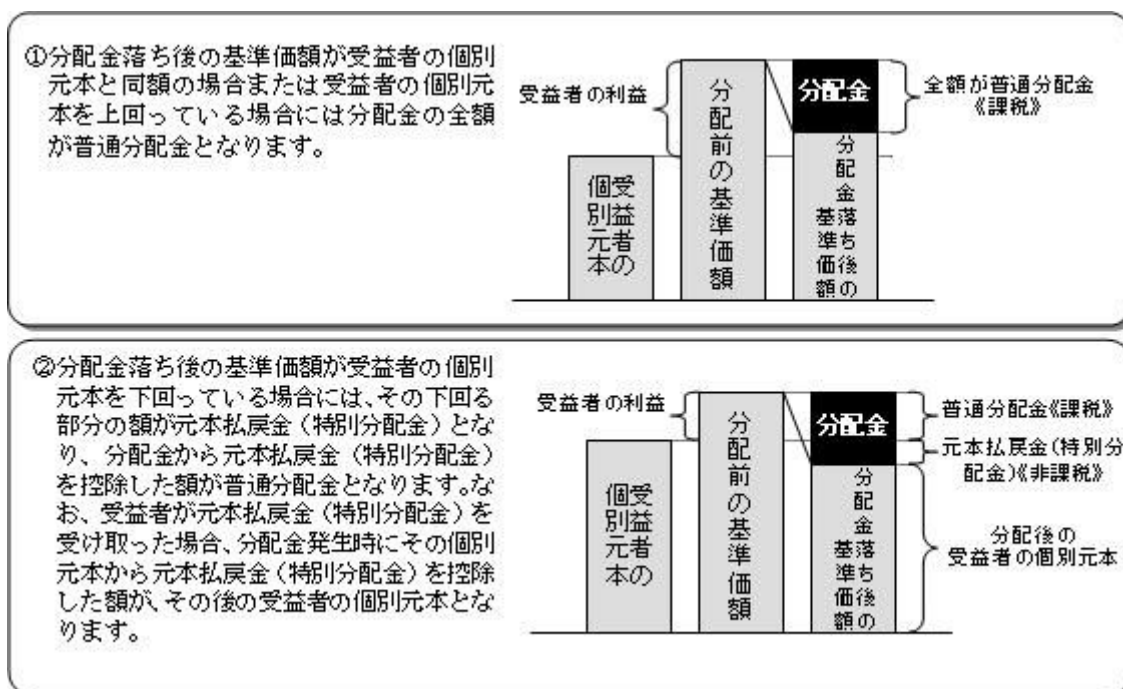 ①分配金落ち後の基準価額が受益者の個別
元本と同額の場合または受益者の個別元
本を上回っている場合には分配金の全額
が普通分配金となります。
受益者の利益
受益者の
個別元本
分配前の基準価額
分配金
分配金落ち後の
基準価額
全額が普通分配金
《課税》
②分配金落ち後の基準価額が受益者の個別
元本を下回っている場合には、その下回る
部分の額が元本払戻金（特別分配金）とな
り、分配金から元本払戻金（特別分配金）
を控除した額が普通分配金となります。な
お、受益者が元本払戻金（特別分配金）を
受け取った場合、分配金発生時にその個別
元本から元本払戻金（特別分配金）を控除
した額が、その後の受益者の個別元本とな
ります。
受益者の利益
受益者の
個別元本
分配前の基準価額
分配金
分配金落ち後の
基準価額
普通分配金《課税》
元本払戻金（特別分
配金）《非課税》
分配後の
受益者の個別元本